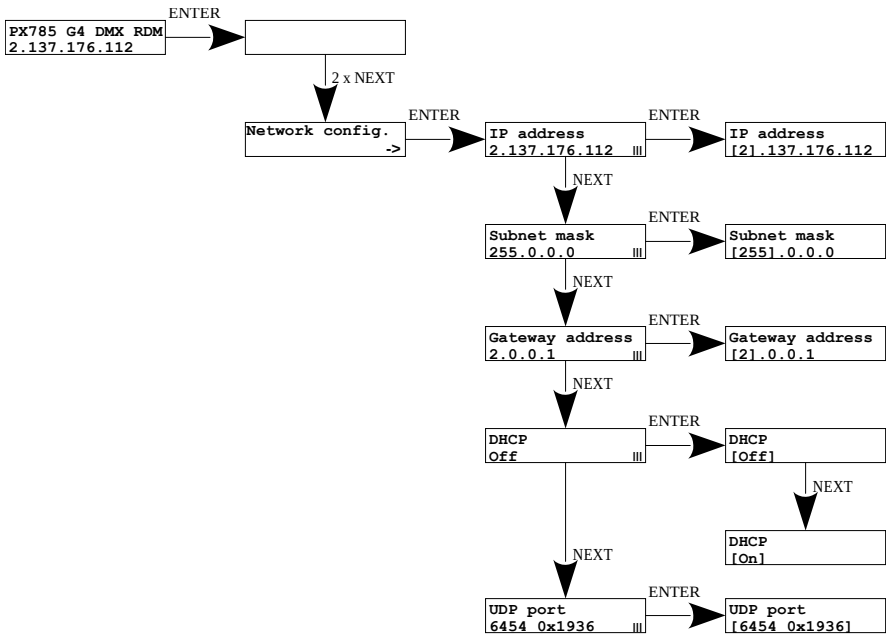 ENTER
PX785 G4 DMX RDM
2.137.176.112
2 x NEXT
ENTER
ENTER
Network config.
->
IP address
2.137.176.112
IP address
[2].137.176.112
NEXT
ENTER
Subnet mask
255.0.0.0
Subnet mask
[255].0.0.0
NEXT
ENTER
Gateway address
2.0.0.1
Gateway address
[2].0.0.1
NEXT
ENTER
DHCP
Off
DHCP
[Off]
NEXT
DHCP
[On]
NEXT
ENTER
UDP port
6454 0x1936
UDP port
[6454 0x1936]